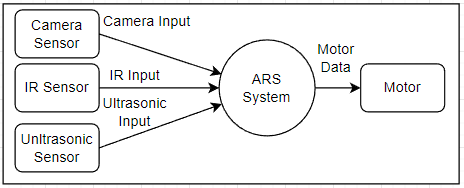 Camera
Sensor
Camera Input
IR Sensor
IR Input
Ultrasonic
Input
Unltrasonic
Sensor
ARS
System
Motor
Data
Motor